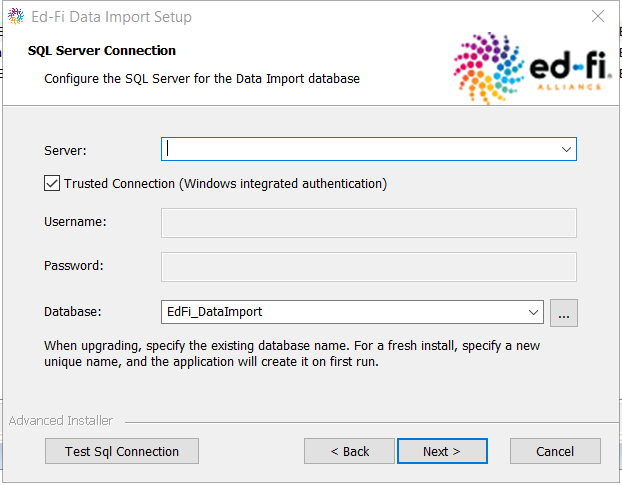 Ed-Fi Data Import Setup
SQL Server Connection
Configure the SQL Server for the Data Import database
ed-fi
ALLIANCE
Server:
Trusted Connection (Windows integrated authentication)
Username:
Password:
Database: EdFi_DataImport ...
When upgrading, specify the existing database name. For a fresh install, specify a new
unique name, and the application will create it on first run.
Advanced Installer
Test Sql Connection < Back Next > Cancel